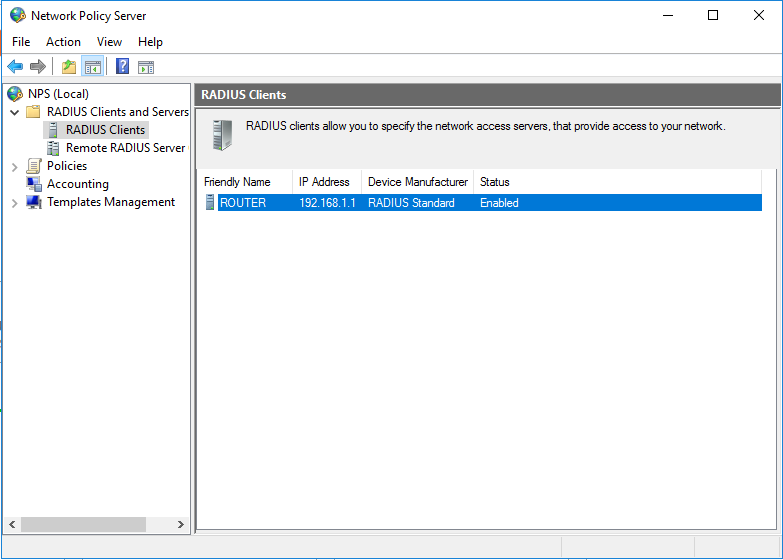 Network Policy Server
File Action View Help
NPS (Local)
RADIUS Clients and Servers
RADIUS Clients
Remote RADIUS Server
Policies
Accounting
Templates Management
RADIUS Clients
RADIUS clients allow you to specify the network access servers, that provide access to your network.
Friendly Name IP Address Device Manufacturer Status
ROUTER 192.168.1.1 RADIUS Standard Enabled